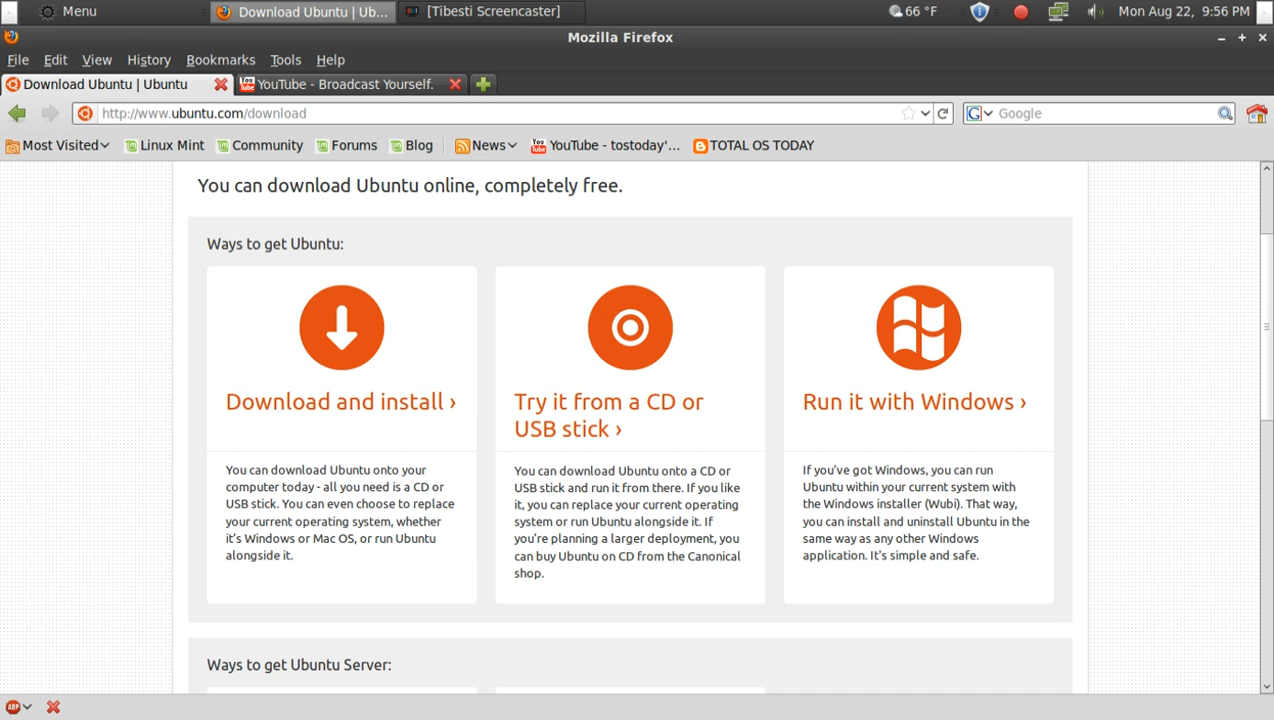 Menu
Download Ubuntu | Ub...
[Tibesti Screencaster]
66 °F
Mon Aug 22, 9:56 PM
Mozilla Firefox
File Edit View History Bookmarks Tools Help
Download Ubuntu | Ubuntu
You Tube
YouTube - Broadcast Yourself.
http://www.ubuntu.com/download
G
Google
Most Visited
Linux Mint
Community
Forums
Blog
News
You Tube
YouTube - tostoday'...
TOTAL OS TODAY
You can download Ubuntu online, completely free.
Ways to get Ubuntu:
Download and install ›
You can download Ubuntu onto your
computer today - all you need is a CD or
USB stick. You can even choose to replace
your current operating system, whether
it's Windows or Mac OS, or run Ubuntu
alongside it.
Try it from a CD or
USB stick ›
You can download Ubuntu onto a CD or
USB stick and run it from there. If you like
it, you can replace your current operating
system or run Ubuntu alongside it. If
you're planning a larger deployment, you
can buy Ubuntu on CD from the Canonical
shop.
Run it with Windows ›
If you've got Windows, you can run
Ubuntu within your current system with
the Windows installer (Wubi). That way,
you can install and uninstall Ubuntu in the
same way as any other Windows
application. It's simple and safe.
Ways to get Ubuntu Server:
ABP